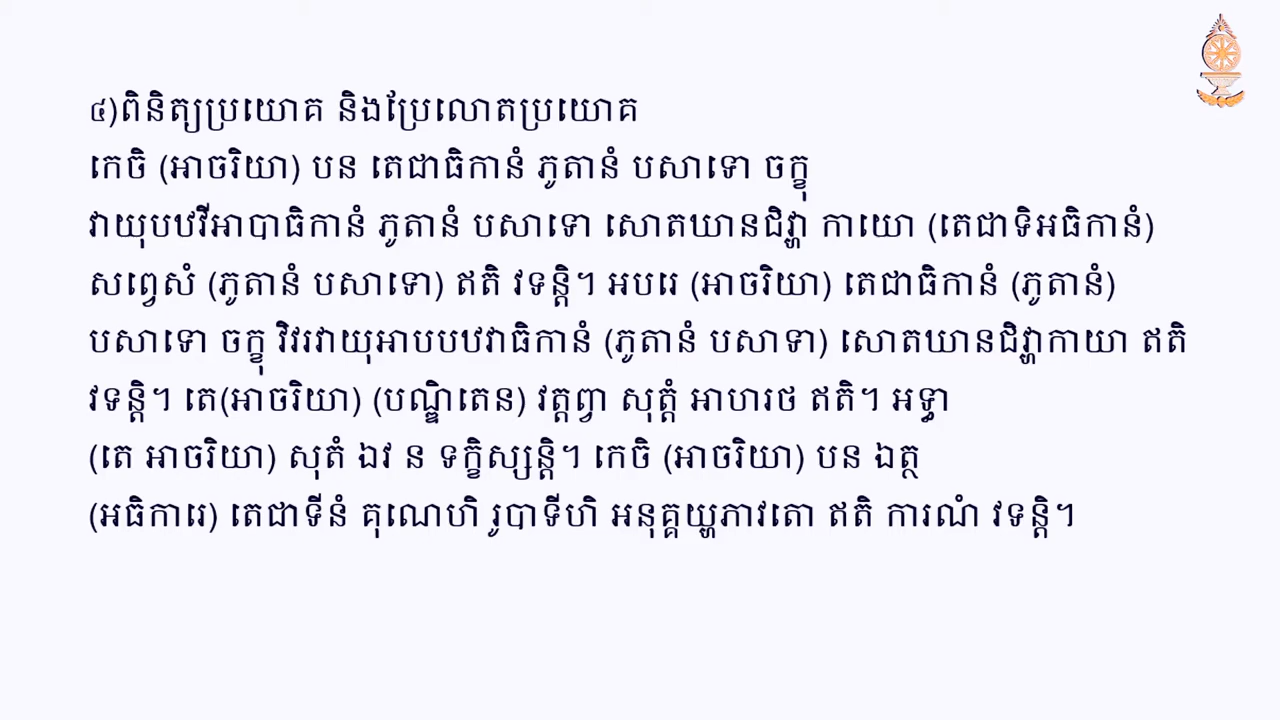 ៤)ពិនិត្យប្រយោគ និងប្រែលោតប្រយោគ
កេចិ (អាចរិយា) បន តេជាធិកានំ ភូតានំ បសាទោ ចក្ខុ
វាយុបឋវីអាបាធិកានំ ភូតានំ បសាទោ សោតឃានជិវ្ហា កាយោ (តេជាទិអធិកានំ)
សព្វេសំ (ភូតានំ បសាទោ) ឥតិ វទន្តិ។ អបរេ (អាចរិយា) តេជាធិកានំ (ភូតានំ)
បសាទោ ចក្ខុ វិវរវាយុអាបបឋវាធិកានំ (ភូតានំ បសាទា) សោតឃានជិវ្ហាកាយា ឥតិ
វទន្តិ។ តេ(អាចរិយា) (បណ្ឌិតេន) វត្តព្វា សុត្តំ អាហរថ ឥតិ។ អទ្ធា
(តេ អាចរិយា) សុតំ ឯវ ន ទក្ខិស្សន្តិ។ កេចិ (អាចរិយា) បន ឯត្ថ
(អធិការេ) តេជាទីនំ គុណេហិ រូបាទីហិ អនុគ្គយ្ហភាវតោ ឥតិ ការណំ វទន្តិ។